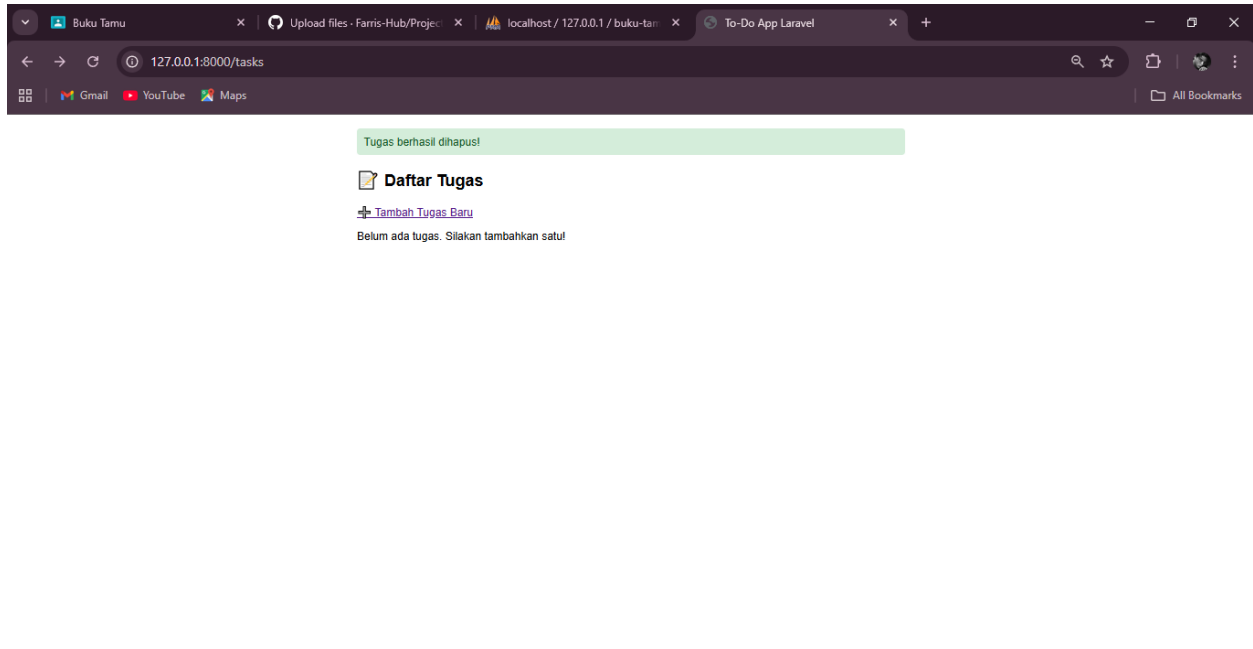 Buku Tamu
Upload files · Farris-Hub/Projec
localhost / 127.0.0.1 / buku-tam
To-Do App Laravel
127.0.0.1:8000/tasks
Gmail YouTube Maps All Bookmarks
Tugas berhasil dihapus!
Daftar Tugas
Tambah Tugas Baru
Belum ada tugas. Silakan tambahkan satu!